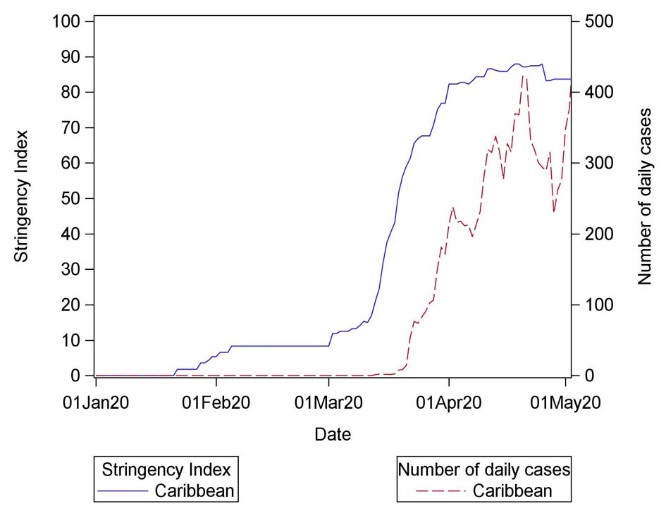 100
90
80
70
60
50
40
30
20
10
0
Stringency Index
500
400
300
200
100
0
Number of daily cases
01Jan20 01Feb20 01Mar20 01Apr20 01May20
Date
Stringency Index
Caribbean
Number of daily cases
Caribbean